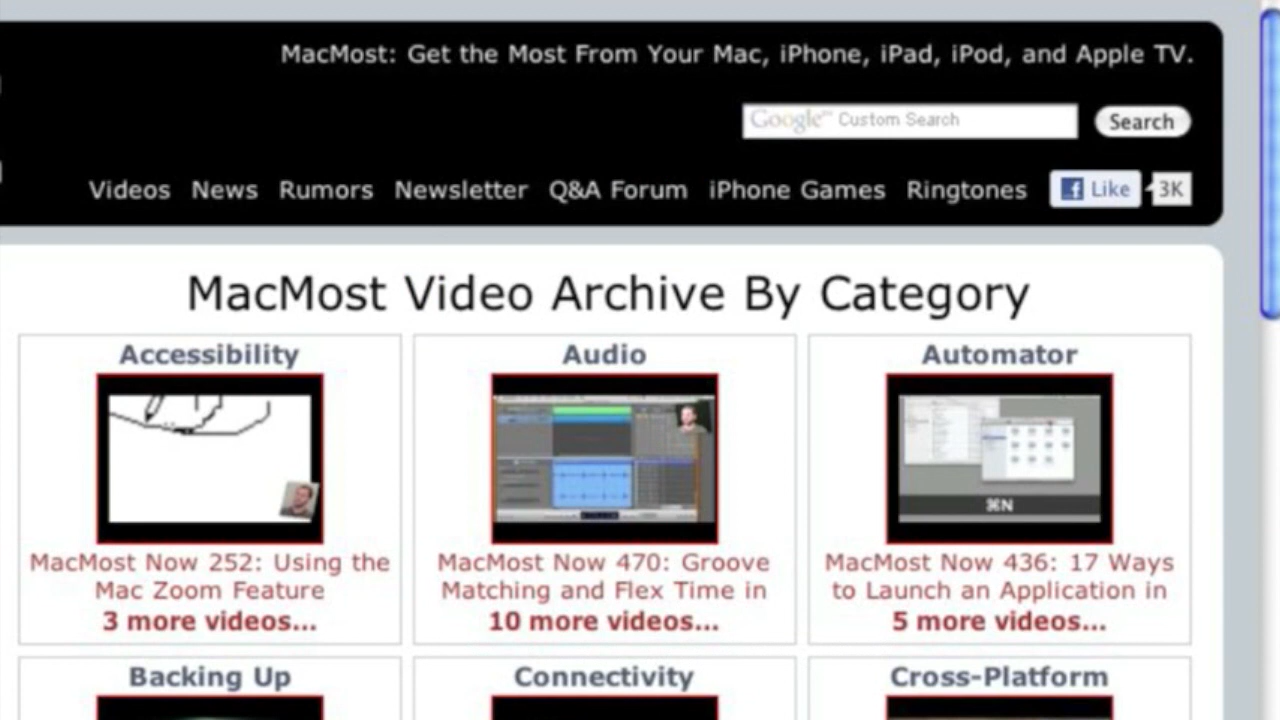 MacMost: Get the Most From Your Mac, iPhone, iPad, iPod, and Apple TV.
Google™ Custom Search
Search
Videos News Rumors Newsletter Q&A Forum iPhone Games Ringtones Like 3K
MacMost Video Archive By Category
Accessibility Audio Automator
⌘N
MacMost Now 252: Using the MacMost Now 470: Groove MacMost Now 436: 17 Ways
Mac Zoom Feature Matching and Flex Time in to Launch an Application in
3 more videos... 10 more videos... 5 more videos...
Backing Up Connectivity Cross-Platform